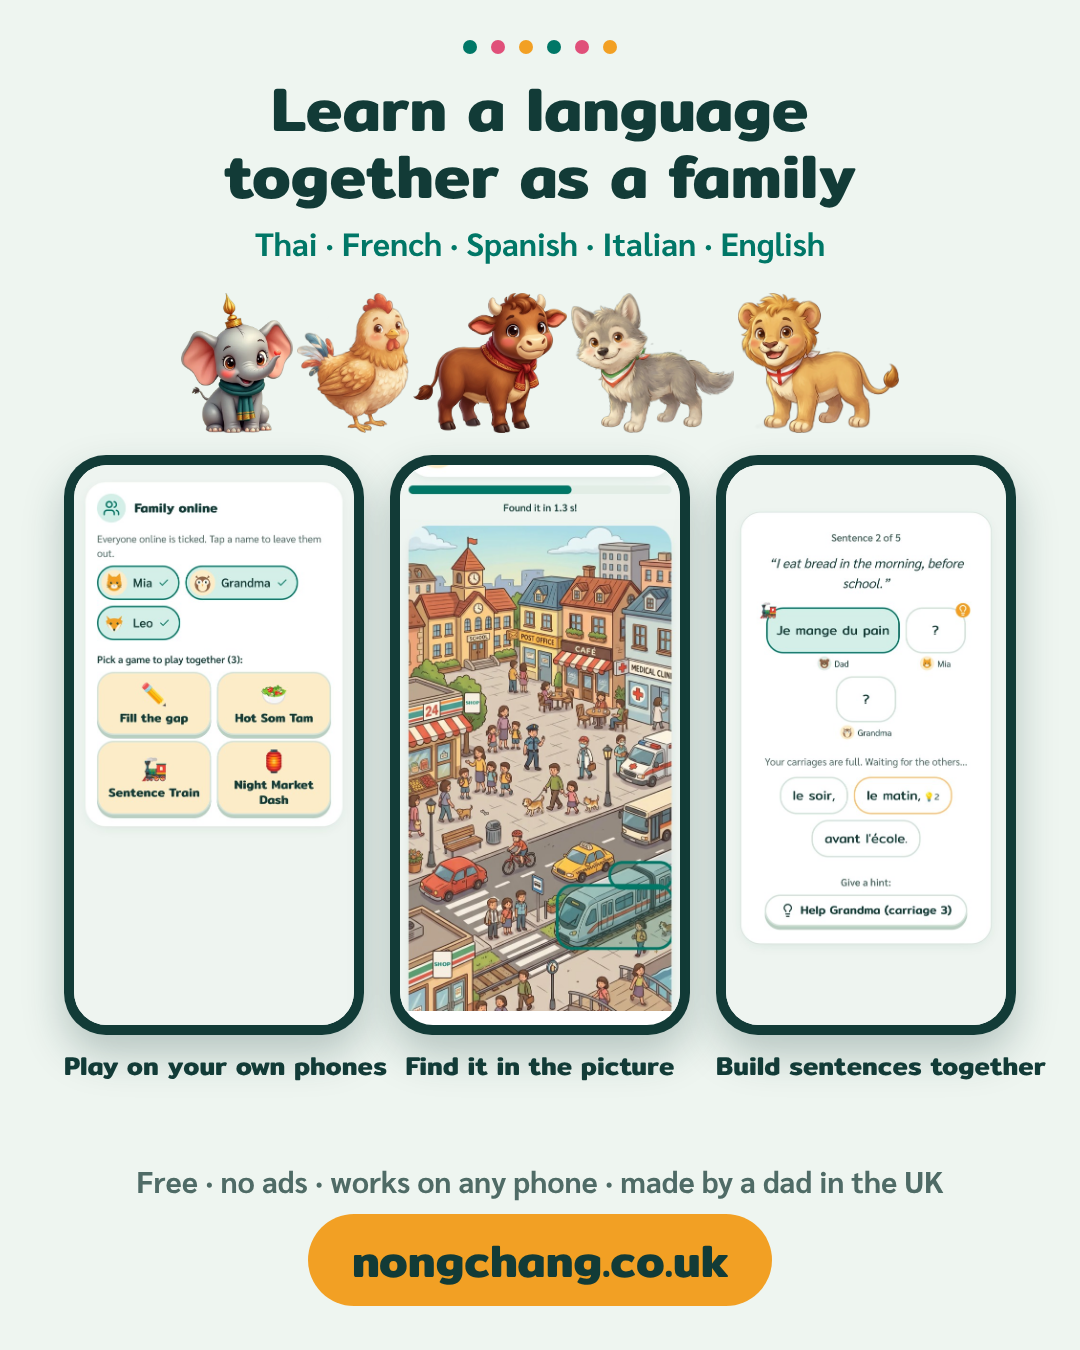 Learn a language
together as a family
Thai · French · Spanish · Italian · English
Family online
Everyone online is ticked. Tap a name to leave them
out.
Mia ✓
Grandma ✓
Leo ✓
Pick a game to play together (3):
Fill the gap
Hot Som Tam
Sentence Train
Night Market
Dash
Found it in 1.3 s!
SCHOOL
POST OFFICE
CAFÉ
MEDICAL CLIN
24
SHOP
SHOP
Sentence 2 of 5
“I eat bread in the morning, before
school.”
Je mange du pain
?
Dad
Mia
?
Grandma
Your carriages are full. Waiting for the others...
le soir,
le matin, 💡2
avant l'école.
Give a hint:
Help Grandma (carriage 3)
Play on your own phones
Find it in the picture
Build sentences together
Free · no ads · works on any phone · made by a dad in the UK
nongchang.co.uk